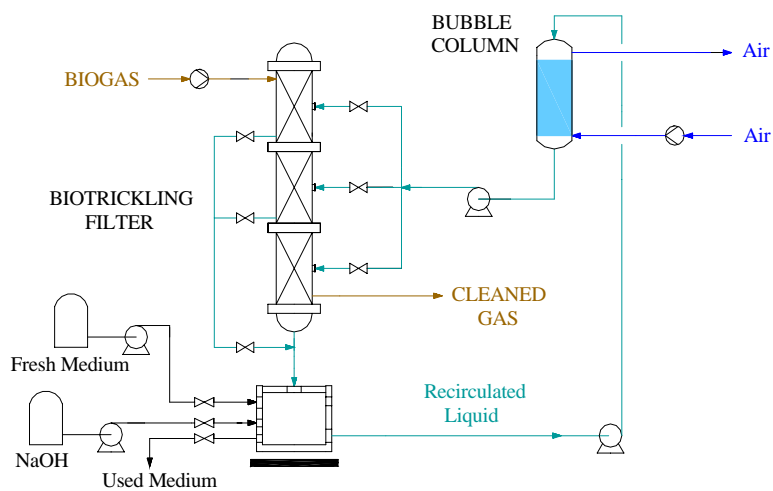 BUBBLE
COLUMN
Air
BIOGAS
Air
BIOTRICKLING
FILTER
CLEANED
GAS
Fresh Medium
Recirculated
Liquid
NaOH
Used Medium